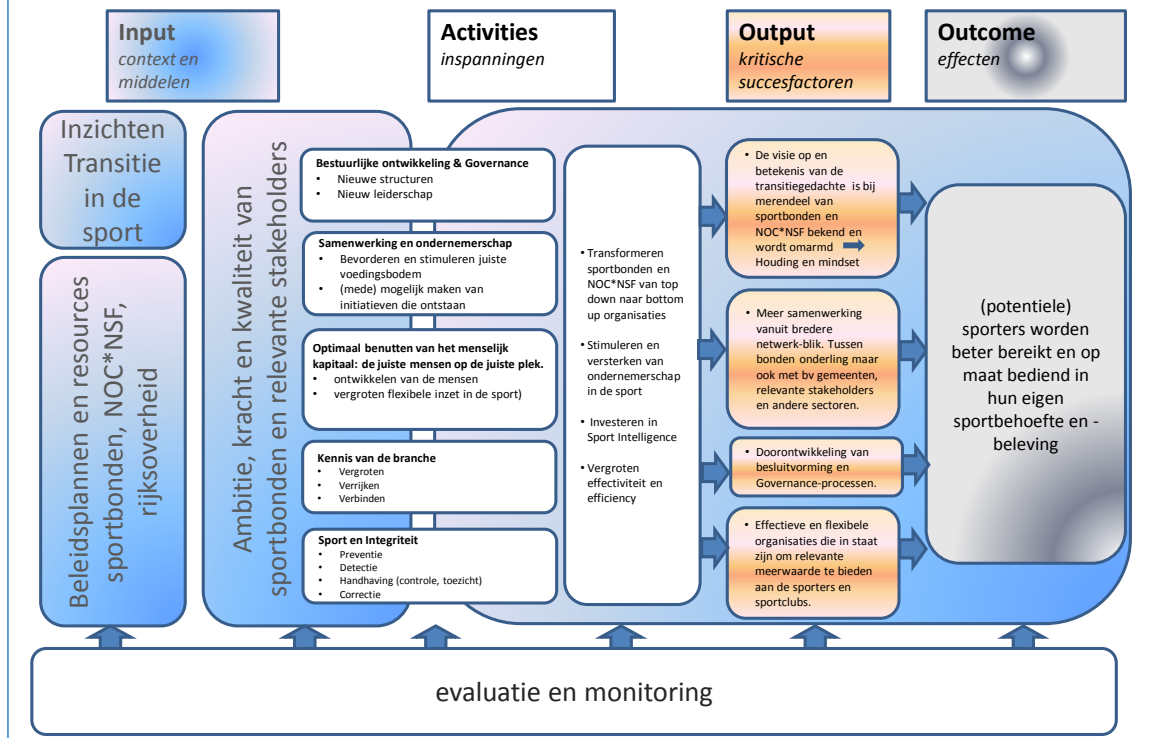 Input
context en
middelen
Activities
inspanningen
Output
kritische
succesfactoren
Outcome
effecten
Inzichten
Transitie
in de
sport
Beleidsplannen en resources
sportbonden, NOC*NSF,
rijksoverheid
Ambitie, kracht en kwaliteit van
sportbonden en relevante stakeholders
Bestuurlijke ontwikkeling & Governance
• Nieuwe structuren
• Nieuw leiderschap
Samenwerking en ondernemerschap
• Bevorderen en stimuleren juiste
voedingsbodem
• (mede) mogelijk maken van
initiatieven die ontstaan
Optimaal benutten van het menselijk
kapitaal: de juiste mensen op de juiste plek.
• ontwikkelen van de mensen
• vergroten flexibele inzet in de sport)
Kennis van de branche
• Vergroten
• Verrijken
• Verbinden
Sport en Integriteit
• Preventie
• Detectie
• Handhaving (controle, toezicht)
• Correctie
• Transformeren
sportbonden en
NOC*NSF van top
down naar bottom
up organisaties
• Stimuleren en
versterken van
ondernemerschap
in de sport
• Investeren in
Sport Intelligence
• Vergroten
effectiviteit en
efficiency
• De visie op en
betekenis van de
transitiegedachte is bij
merendeel van
sportbonden en
NOC*NSF bekend en
wordt omarmd
Houding en mindset
• Meer samenwerking
vanuit bredere
netwerk-blik. Tussen
bonden onderling maar
ook met bv gemeenten,
relevante stakeholders
en andere sectoren.
• Doorontwikkeling van
besluitvorming en
Governance-processen.
• Effectieve en flexibele
organisaties die in staat
zijn om relevante
meerwaarde te bieden
aan de sporters en
sportclubs.
(potentiele)
sporters worden
beter bereikt en op
maat bediend in
hun eigen
sportbehoefte en -
beleving
evaluatie en monitoring